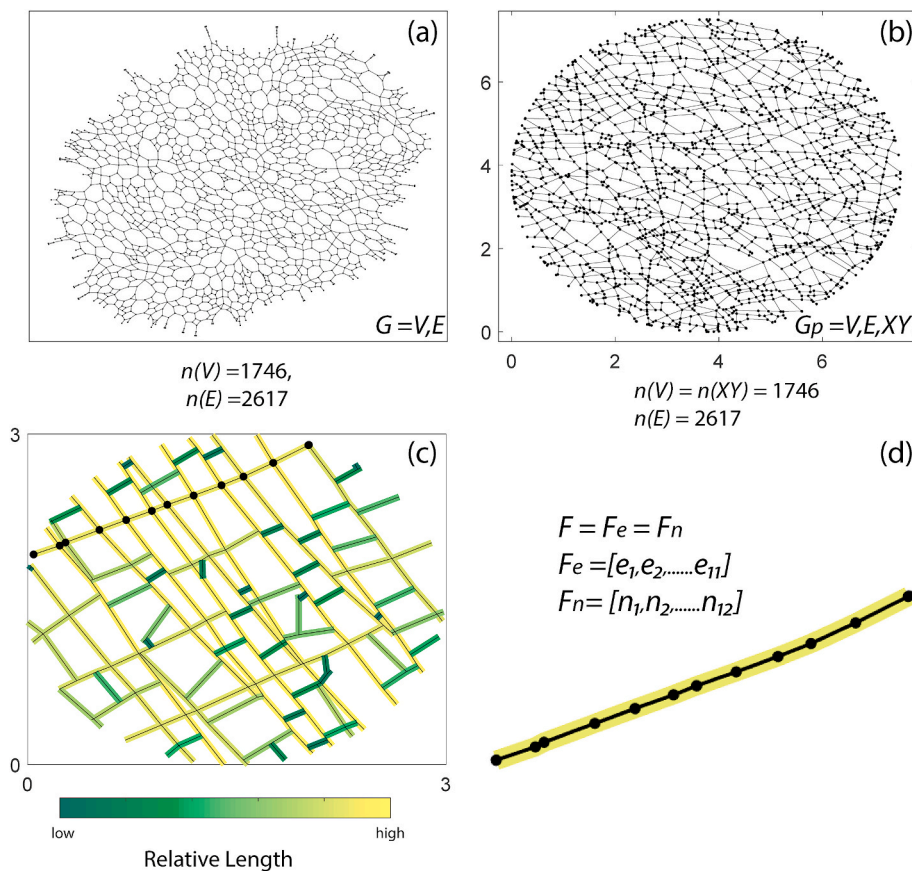 (a)
G =V,E
n(V) =1746,
n(E) =2617
(b)
6
4
2
0
0 2 4 6
Gp=V,E,XY
n(V) = n(XY) = 1746
n(E) = 2617
(c)
3
0
0 3
low high
Relative Length
(d)
F = Fe = Fn
Fe =[e1,e2,.......e11]
Fn= [n1,n2,.......n12]